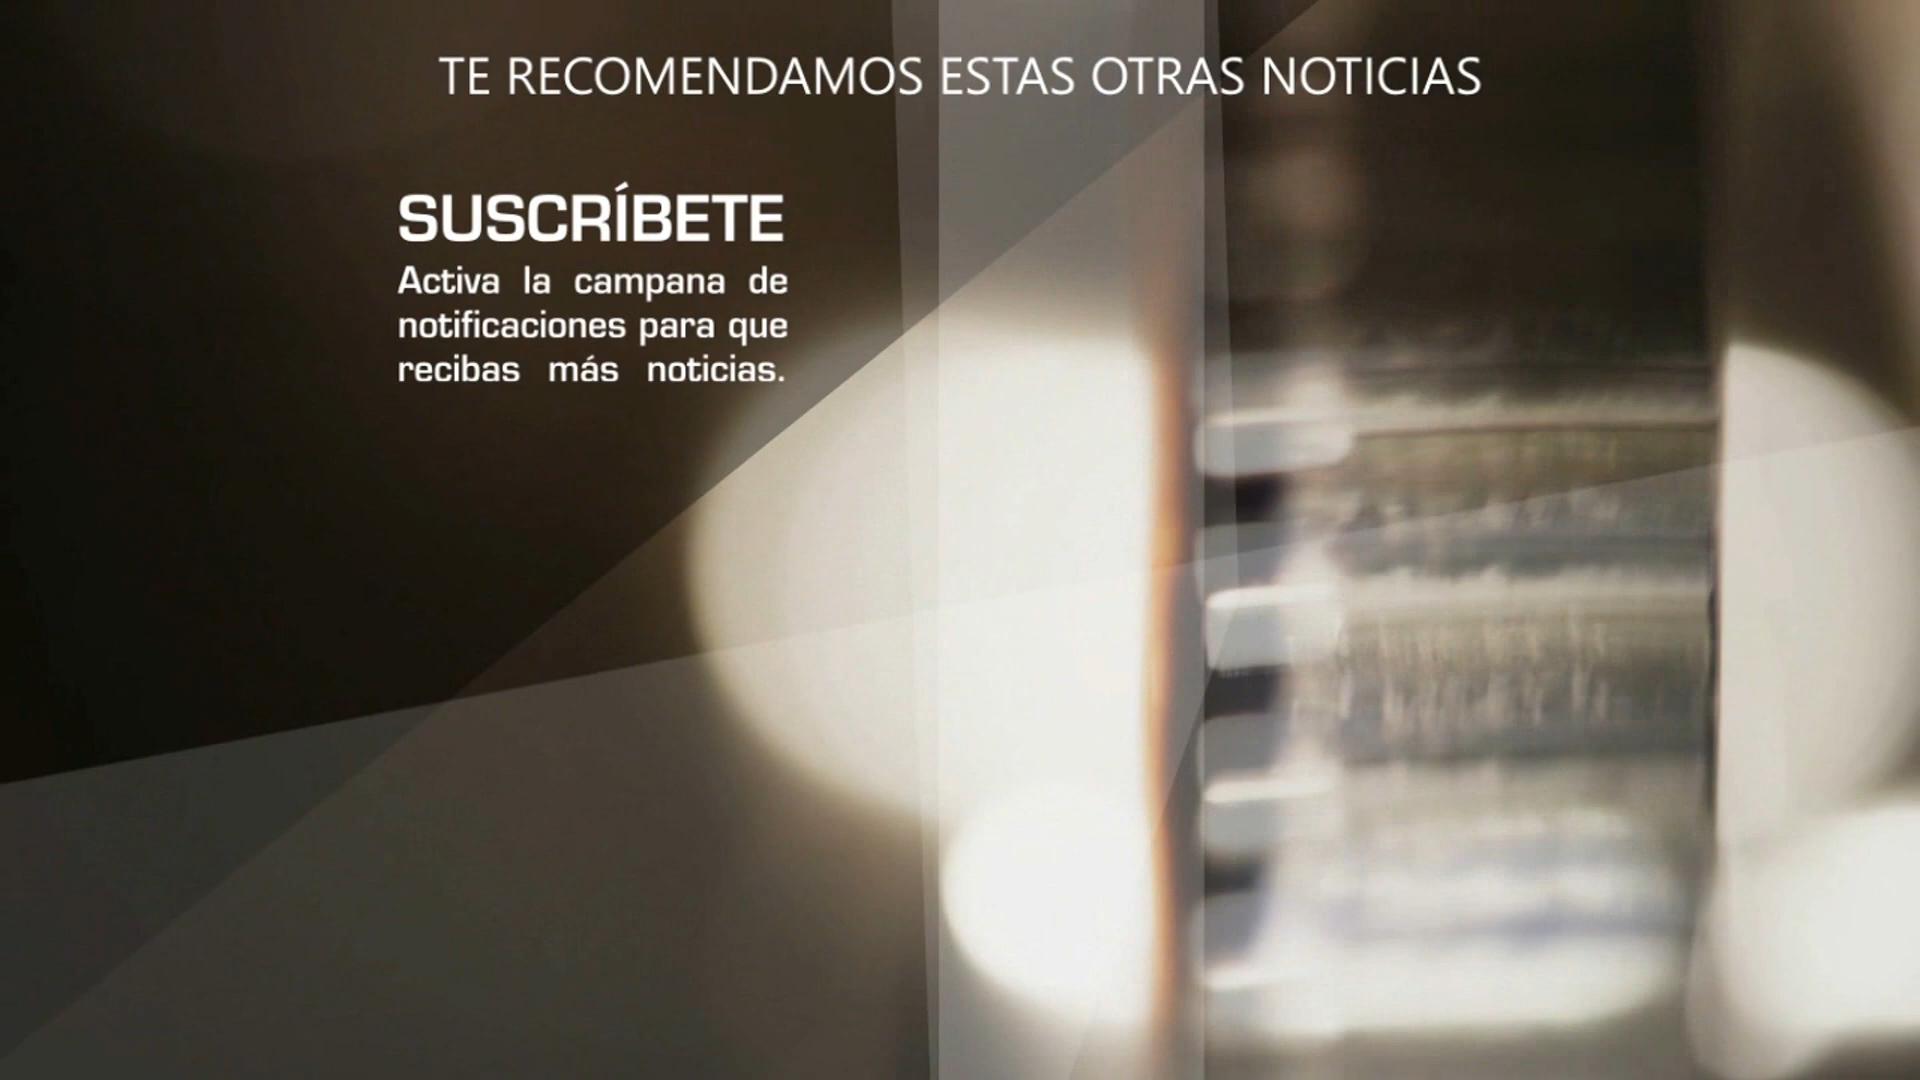 TE RECOMENDAMOS ESTAS OTRAS NOTICIAS
SUSCRÍBETE
Activa la campana de
notificaciones para que
recibas más noticias.